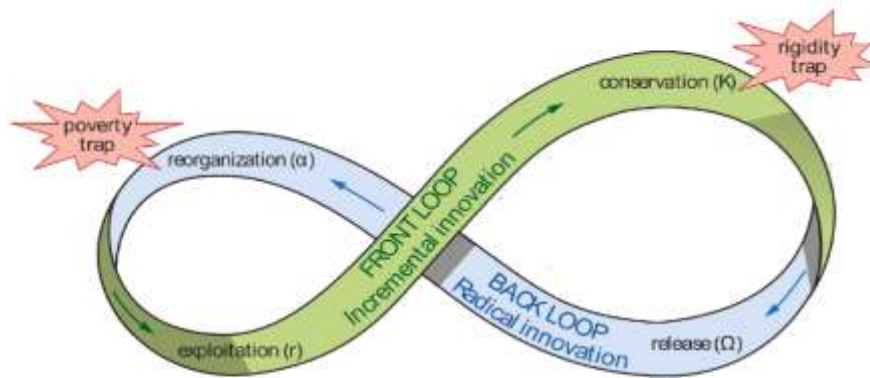 rigidity
trap
conservation (K)
poverty
trap
reorganization (α)
FRONT LOOP
Incremental innovation
BACK LOOP
Radical innovation
exploitation (r)
release (Ω)